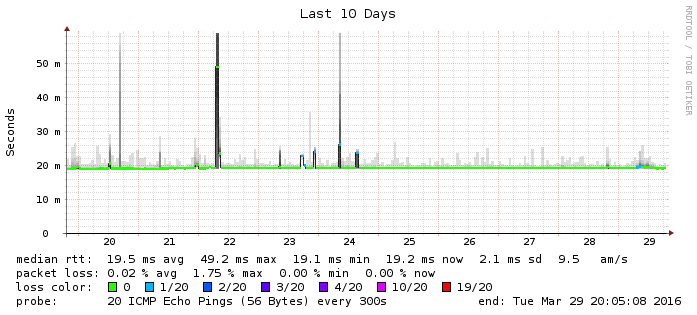 Last 10 Days
RRDTOOL / TOBI OETIKER
Seconds
50 m
40 m
30 m
20 m
10 m
0
20 21 22 23 24 25 26 27 28 29
median rtt: 19.5 ms avg 49.2 ms max 19.1 ms min 19.2 ms now 2.1 ms sd 9.5 am/s
packet loss: 0.02 % avg 1.75 % max 0.00 % min 0.00 % now
loss color: 0 1/20 2/20 3/20 4/20 10/20 19/20
probe: 20 ICMP Echo Pings (56 Bytes) every 300s end: Tue Mar 29 20:05:08 2016